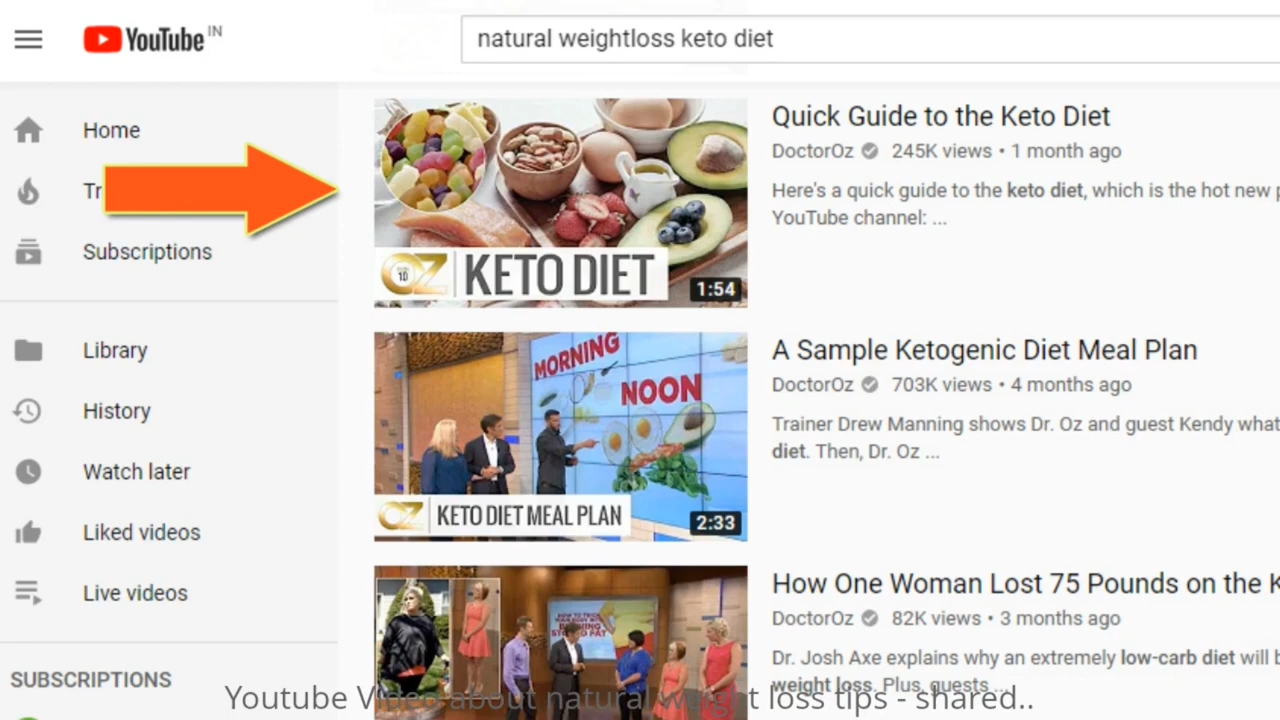 YouTube IN
natural weightloss keto diet
Home
Tr
Subscriptions
Library
History
Watch later
Liked videos
Live videos
SUBSCRIPTIONS
OZ KETO DIET
1:54
Quick Guide to the Keto Diet
DoctorOz 245K views • 1 month ago
Here's a quick guide to the keto diet, which is the hot new p
YouTube channel: ...
MORNING
NOON
OZ KETO DIET MEAL PLAN
2:33
A Sample Ketogenic Diet Meal Plan
DoctorOz 703K views • 4 months ago
Trainer Drew Manning shows Dr. Oz and guest Kendy what
diet. Then, Dr. Oz ...
How One Woman Lost 75 Pounds on the K
DoctorOz 82K views • 3 months ago
Dr. Josh Axe explains why an extremely low-carb diet will b
weight loss. Plus, guests ...
Youtube Video about natural weight loss tips - shared..